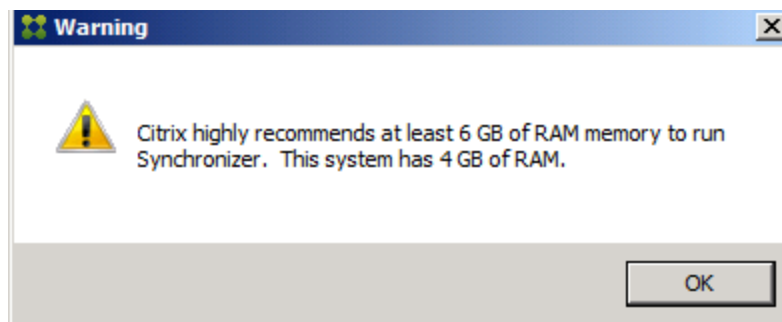 Warning
Citrix highly recommends at least 6 GB of RAM memory to run
Synchronizer.  This system has 4 GB of RAM.
OK